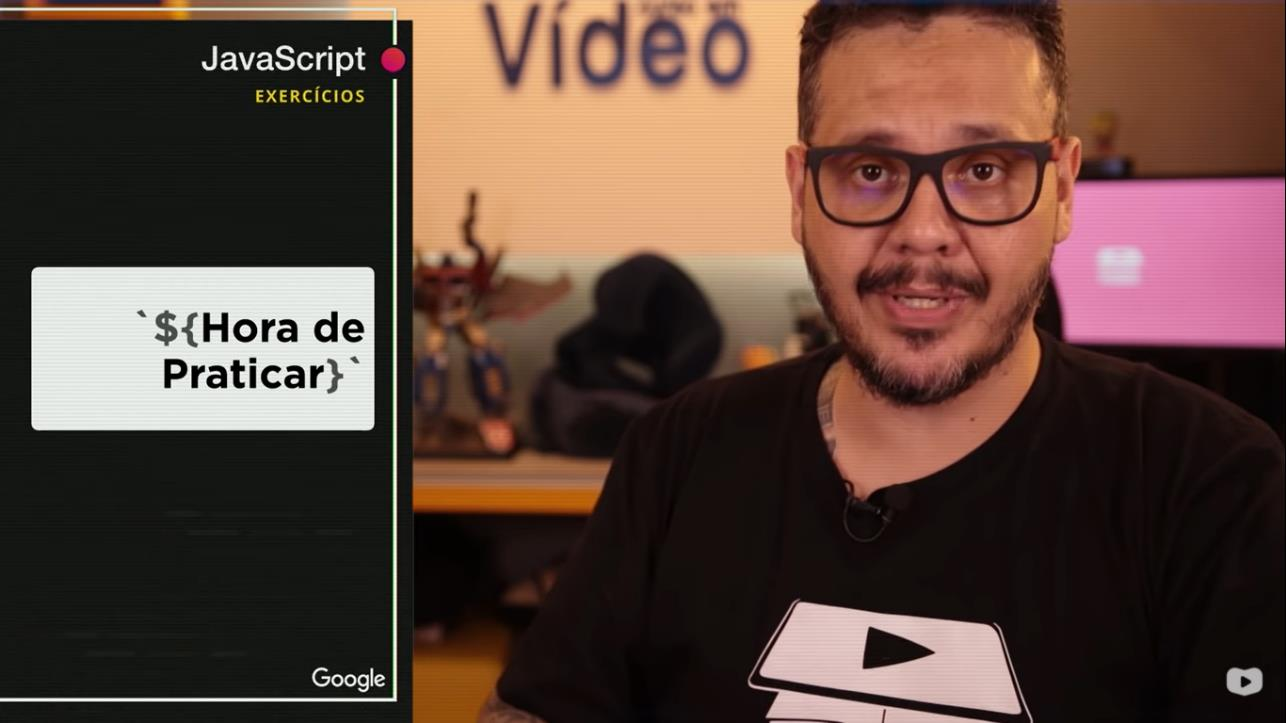 JavaScript
EXERCÍCIOS
`${Hora de
Praticar}`
Google
Vídeo